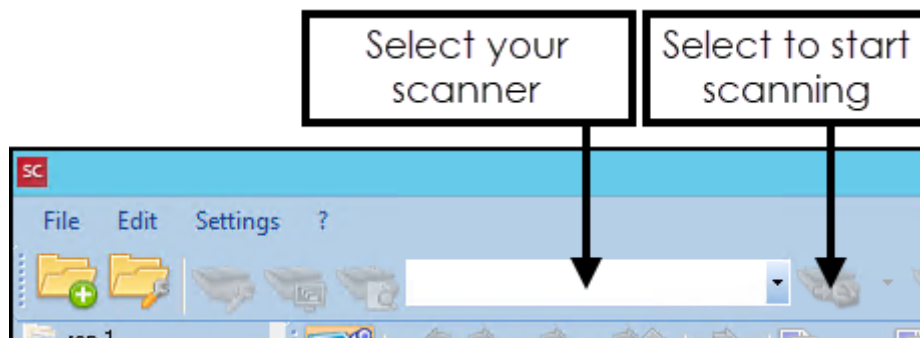 Select your
scanner
Select to start
scanning
SC
File Edit Settings ?